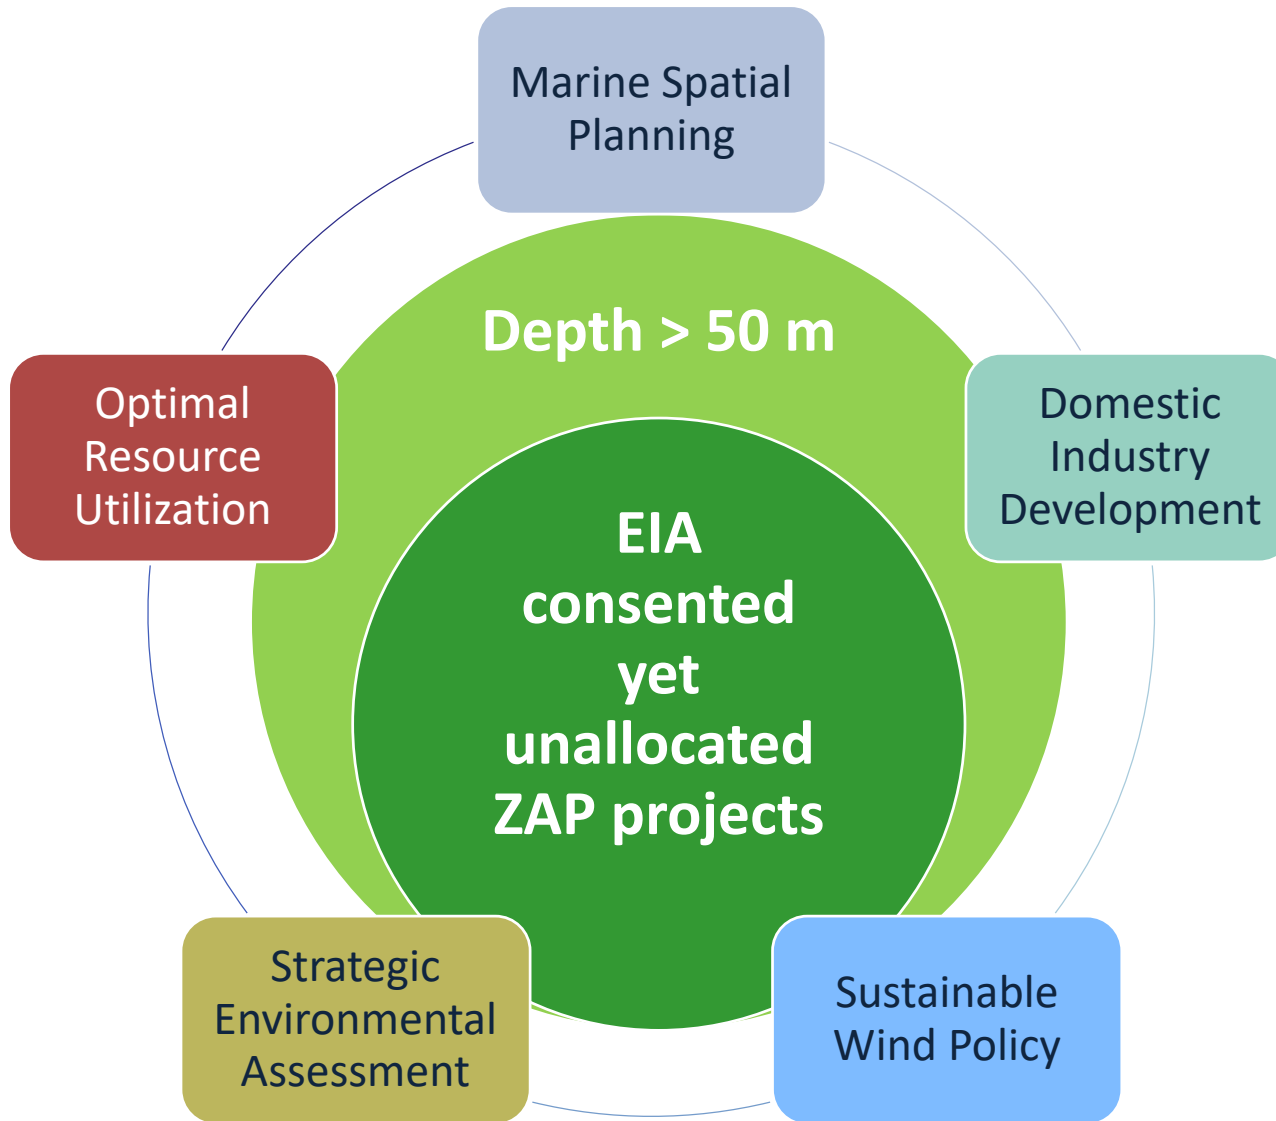 Marine Spatial
Planning
Depth > 50 m
Optimal
Resource
Utilization
Domestic
Industry
Development
EIA
consented
yet
unallocated
ZAP projects
Strategic
Environmental
Assessment
Sustainable
Wind Policy